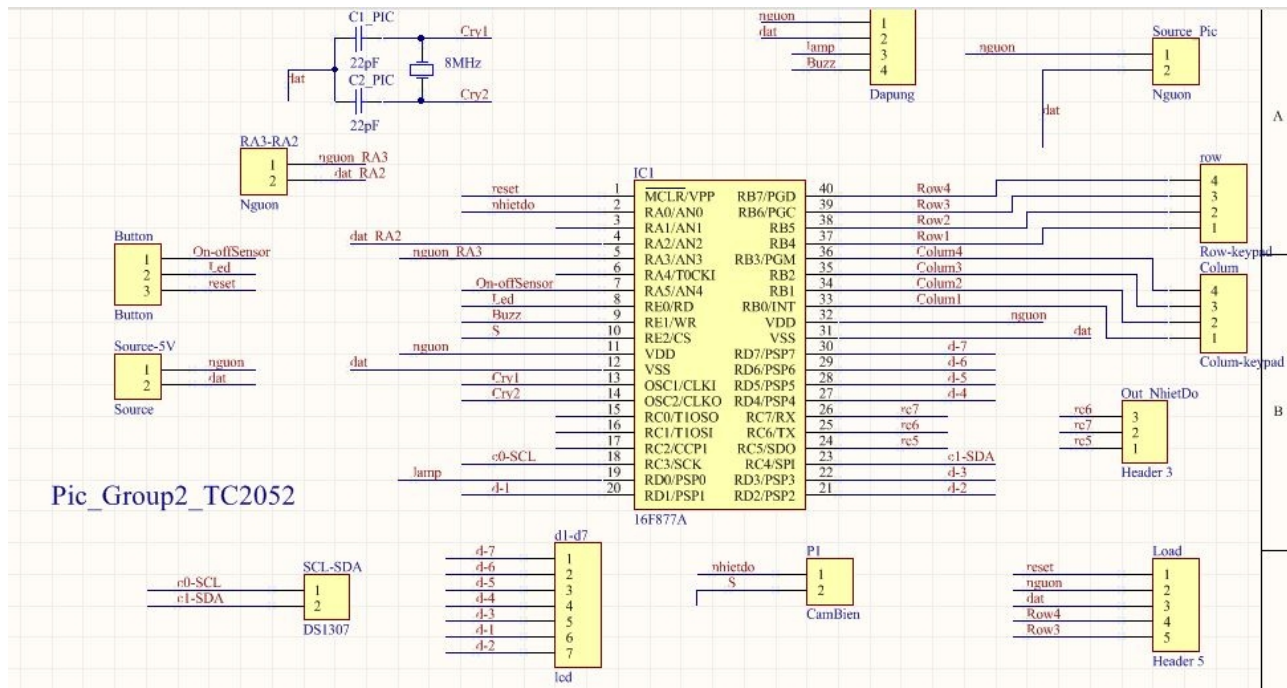 C1_PIC
22pF
C2_PIC
22pF
8MHz
Cry1
Cry2
dat
nguon
dat
lamp
Buzz
1
2
3
4
Dapung
Source_Pic
nguon
1
2
dat
Nguon
A
RA3-RA2
1
2
nguon_RA3
dat_RA2
Nguon
Button
1
2
3
On-offSensor
Led
reset
Button
Source-5V
1
2
nguon
dat
Source
IC1
reset 1 MCLR/VPP RB7/PGD 40 Row4
nhietdo 2 RA0/AN0 RB6/PGC 39 Row3
3 RA1/AN1 RB5 38 Row2
dat_RA2 4 RA2/AN2 RB4 37 Row1
nguon_RA3 5 RA3/AN3 RB3/PGM 36 Colum4
6 RA4/T0CKI RB2 35 Colum3
On-offSensor 7 RA5/AN4 RB1 34 Colum2
Led 8 RE0/RD RB0/INT 33 Colum1
Buzz 9 RE1/WR VDD 32 nguon
S 10 RE2/CS VSS 31 dat
nguon 11 VDD RD7/PSP7 30 d-7
dat 12 VSS RD6/PSP6 29 d-6
Cry1 13 OSC1/CLKI RD5/PSP5 28 d-5
Cry2 14 OSC2/CLKO RD4/PSP4 27 d-4
15 RC0/T1OSO RC7/RX 26 rc7
16 RC1/T1OSI RC6/TX 25 rc6
17 RC2/CCP1 RC5/SDO 24 rc5
c0-SCL 18 RC3/SCK RC4/SPI 23 c1-SDA
lamp 19 RD0/PSP0 RD3/PSP3 22 d-3
d-1 20 RD1/PSP1 RD2/PSP2 21 d-2
16F877A
row
4
3
2
1
Row-keypad
Colum
4
3
2
1
Colum-keypad
Out_NhietDo
rc6 3
rc7 2
rc5 1
Header 3
B
Pic_Group2_TC2052
SCL-SDA
c0-SCL 1
c1-SDA 2
DS1307
d1-d7
d-7 1
d-6 2
d-5 3
d-4 4
d-3 5
d-1 6
d-2 7
lcd
P1
nhietdo 1
S 2
CamBien
Load
reset 1
nguon 2
dat 3
Row4 4
Row3 5
Header 5